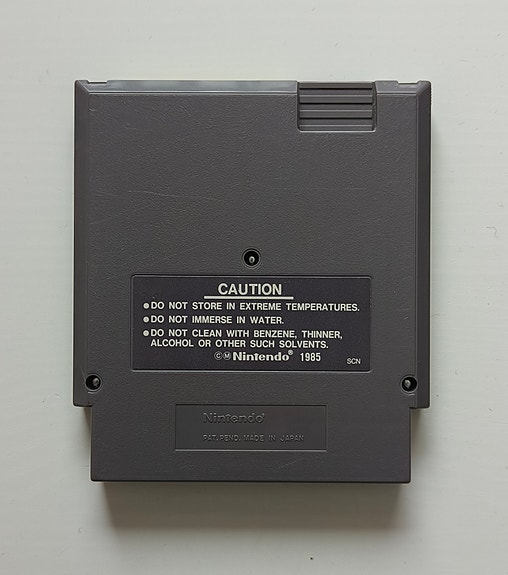 CAUTION
● DO NOT STORE IN EXTREME TEMPERATURES.
● DO NOT IMMERSE IN WATER.
● DO NOT CLEAN WITH BENZENE, THINNER,
ALCOHOL OR OTHER SUCH SOLVENTS.
©Ⓜ Nintendo® 1985 SCN
Nintendo®
PAT. PEND. MADE IN JAPAN